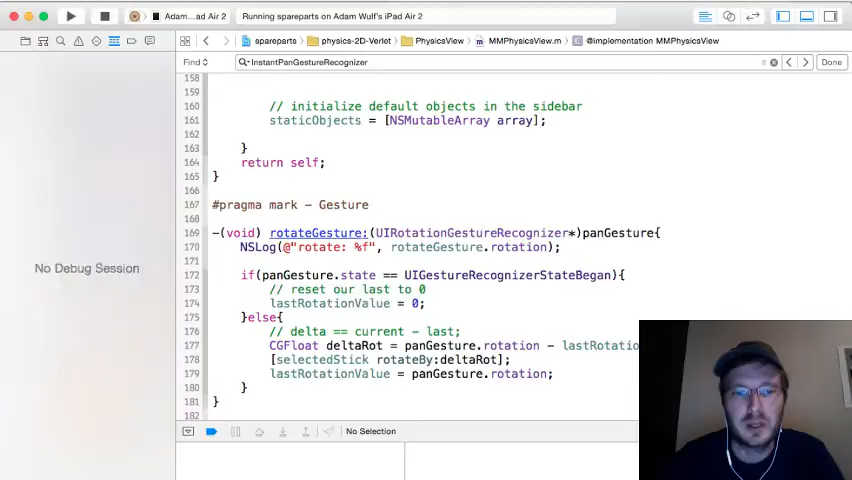 Adam...ad Air 2
Running spareparts on Adam Wulf's iPad Air 2
spareparts
physics-2D-Verlet
PhysicsView
MMPhysicsView.m
@implementation MMPhysicsView
Find
InstantPanGestureRecognizer
Done
158
159
160 // initialize default objects in the sidebar
161 staticObjects = [NSMutableArray array];
162
163 }
164 return self;
165 }
166
167 #pragma mark - Gesture
168
169 -(void) rotateGesture:(UIRotationGestureRecognizer*)panGesture{
170 NSLog(@"rotate: %f", rotateGesture.rotation);
171
172 if(panGesture.state == UIGestureRecognizerStateBegan){
173 // reset our last to 0
174 lastRotationValue = 0;
175 }else{
176 // delta == current - last;
177 CGFloat deltaRot = panGesture.rotation - lastRotatio
178 [selectedStick rotateBy:deltaRot];
179 lastRotationValue = panGesture.rotation;
180 }
181 }
182
No Debug Session
No Selection